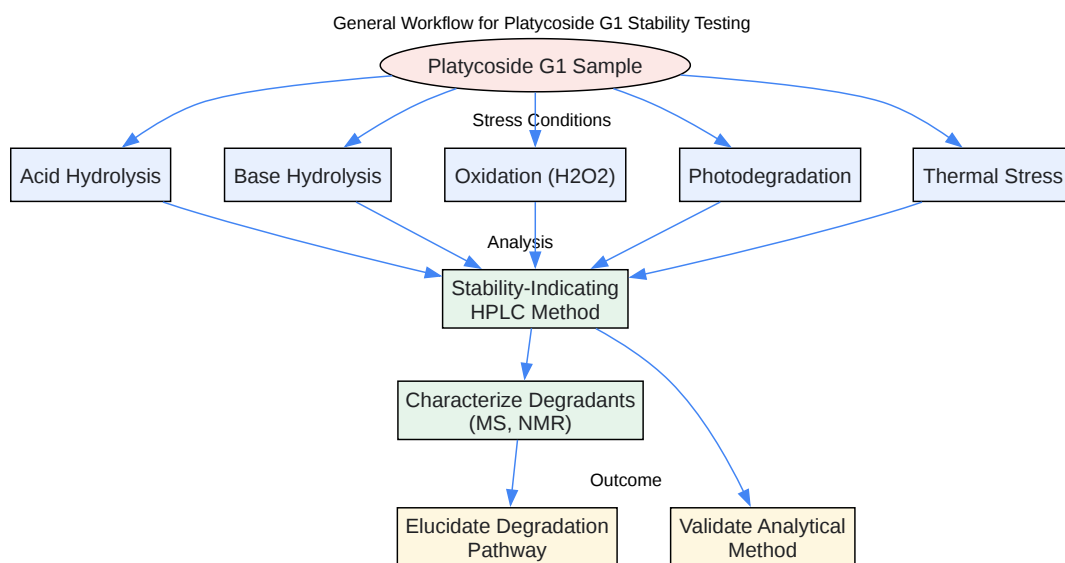 General Workflow for Platycoside G1 Stability Testing
Platycoside G1 Sample
Stress Conditions
Acid Hydrolysis
Base Hydrolysis
Oxidation (H2O2)
Photodegradation
Thermal Stress
Analysis
Stability-Indicating
HPLC Method
Characterize Degradants
(MS, NMR)
Outcome
Elucidate Degradation
Pathway
Validate Analytical
Method